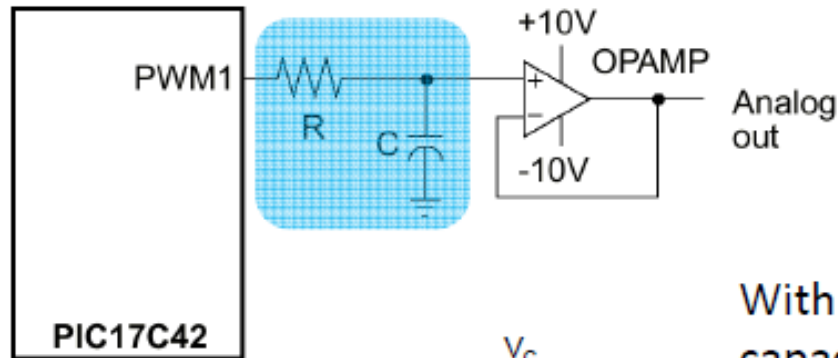 +10V
PWM1
OPAMP
+
-
R
C
Analog
out
-10V
PIC17C42
With